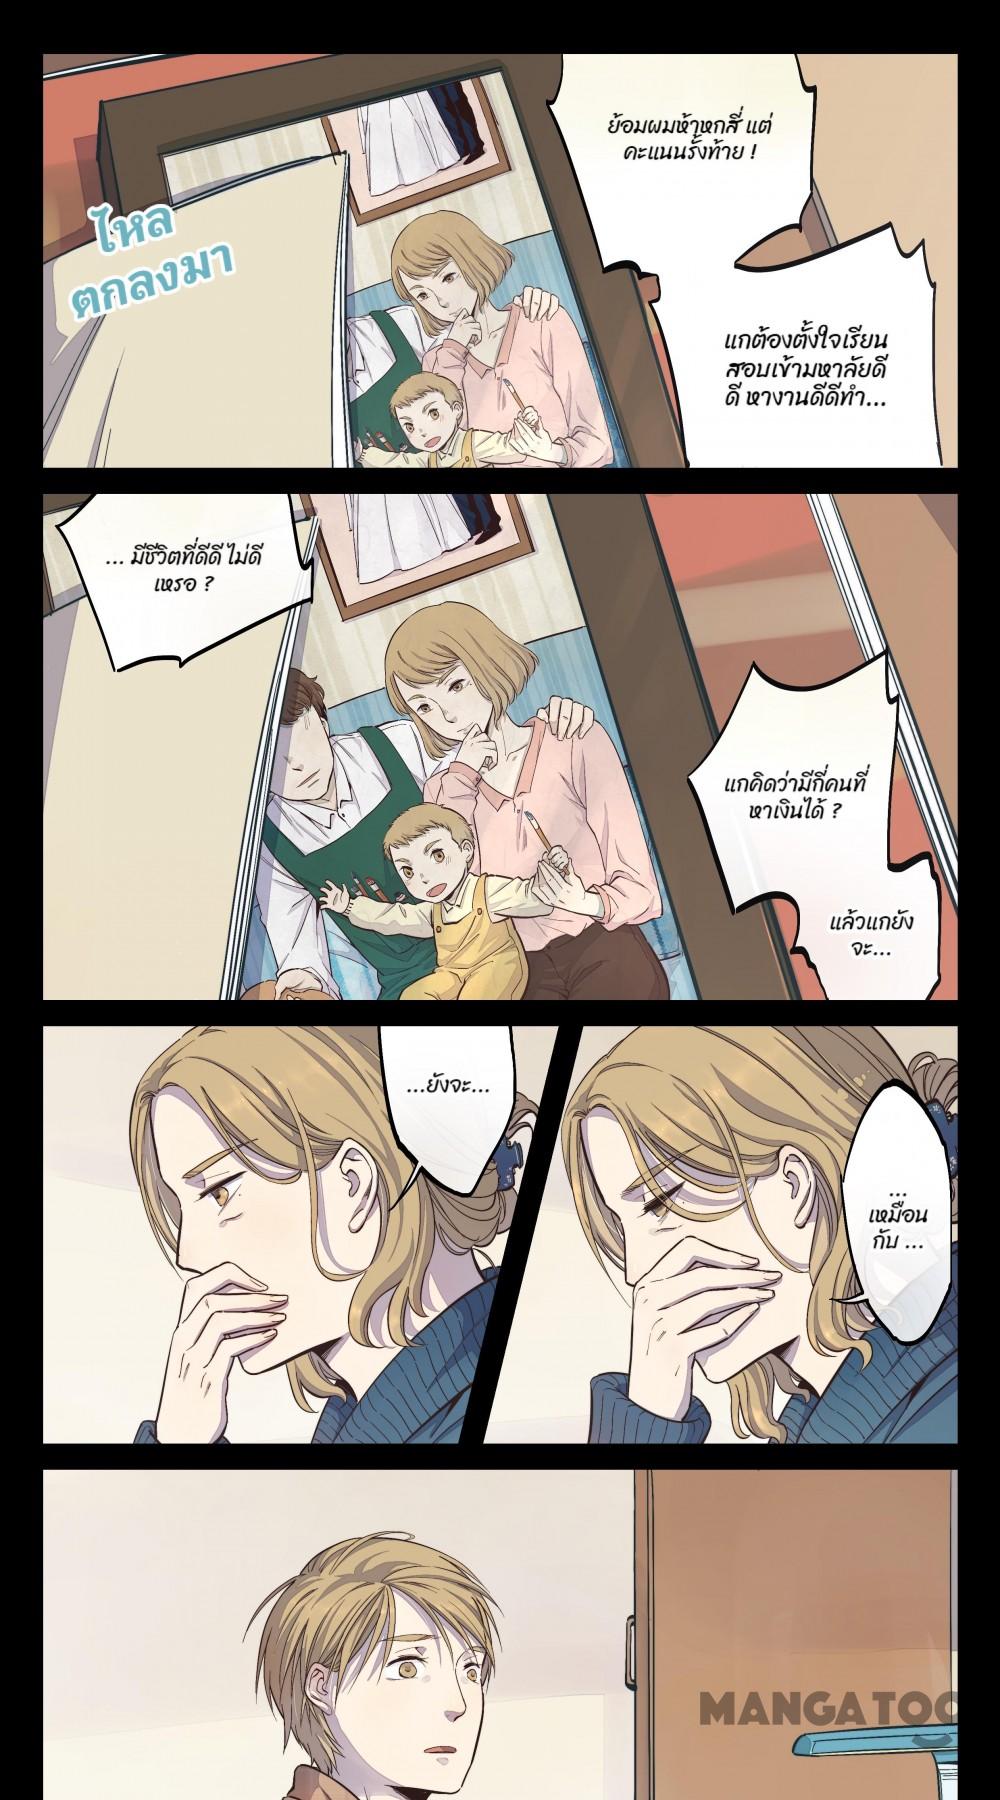 ย้อมผมห้าหกสี่ แต่
คะแนนรั้งท้าย !
ไหล
ตกลงมา
แกต้องตั้งใจเรียน
สอบเข้ามหาลัยดี
ดี หางานดีดีทำ...
... มีชีวิตที่ดีดี ไม่ดี
เหรอ ?
แกคิดว่ามีกี่คนที่
หาเงินได้ ?
แล้วแกยัง
จะ...
...ยังจะ...
...
เหมือน
กับ ...
MANGATOO